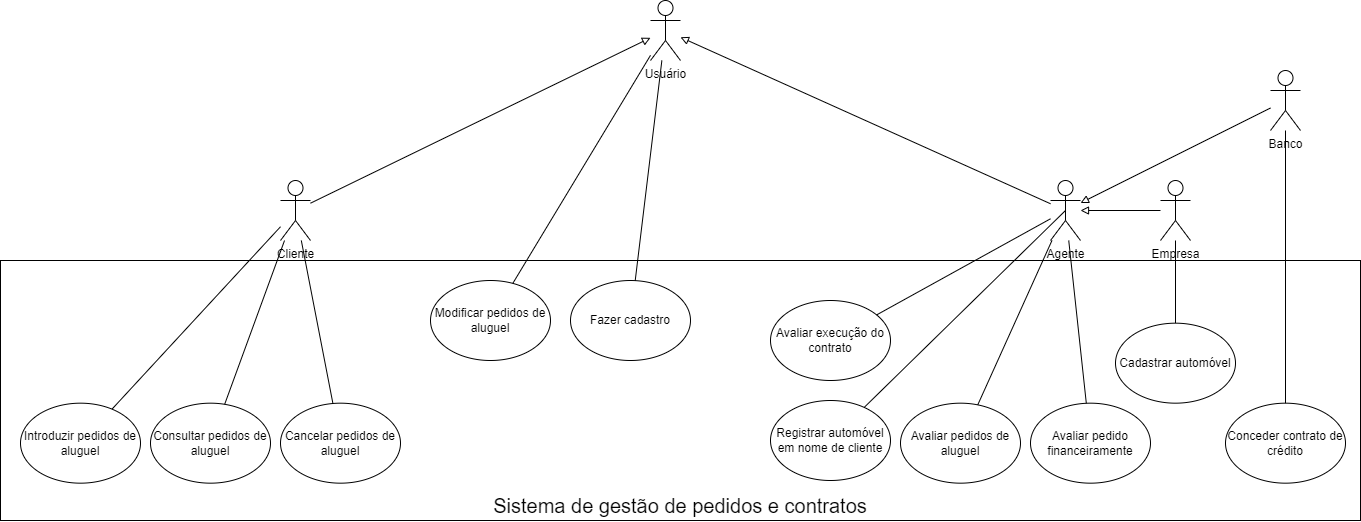 Usuário
Banco
Cliente
Agente
Empresa
Modificar pedidos de
aluguel
Fazer cadastro
Avaliar execução do
contrato
Cadastrar automóvel
Introduzir pedidos de
aluguel
Consultar pedidos de
aluguel
Cancelar pedidos de
aluguel
Registrar automóvel
em nome de cliente
Avaliar pedidos de
aluguel
Avaliar pedido
financeiramente
Conceder contrato de
crédito
Sistema de gestão de pedidos e contratos